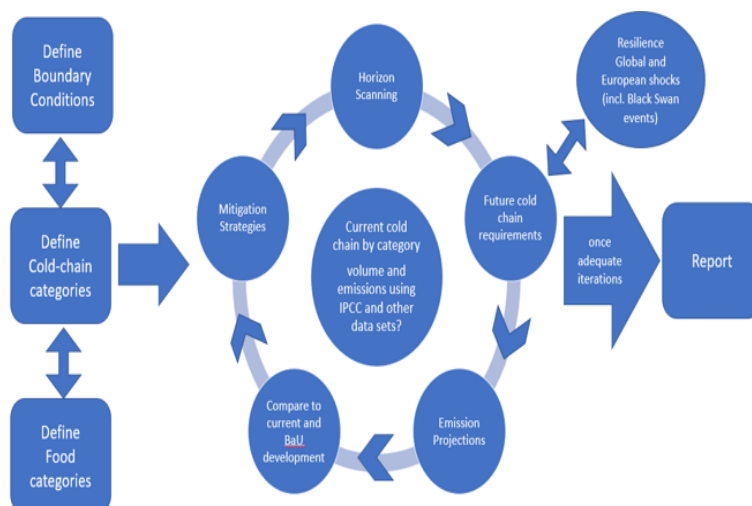 Define
Boundary
Conditions
Define
Cold-chain
categories
Define
Food
categories
Horizon
Scanning
Mitigation
Strategies
Current cold
chain by category
volume and
emissions using
IPCC and other
data sets?
Future cold
chain
requirements
Resilience
Global and
European shocks
(incl. Black Swan
events)
once
adequate
iterations
Report
Compare to
current and
BaU
development
Emission
Projections